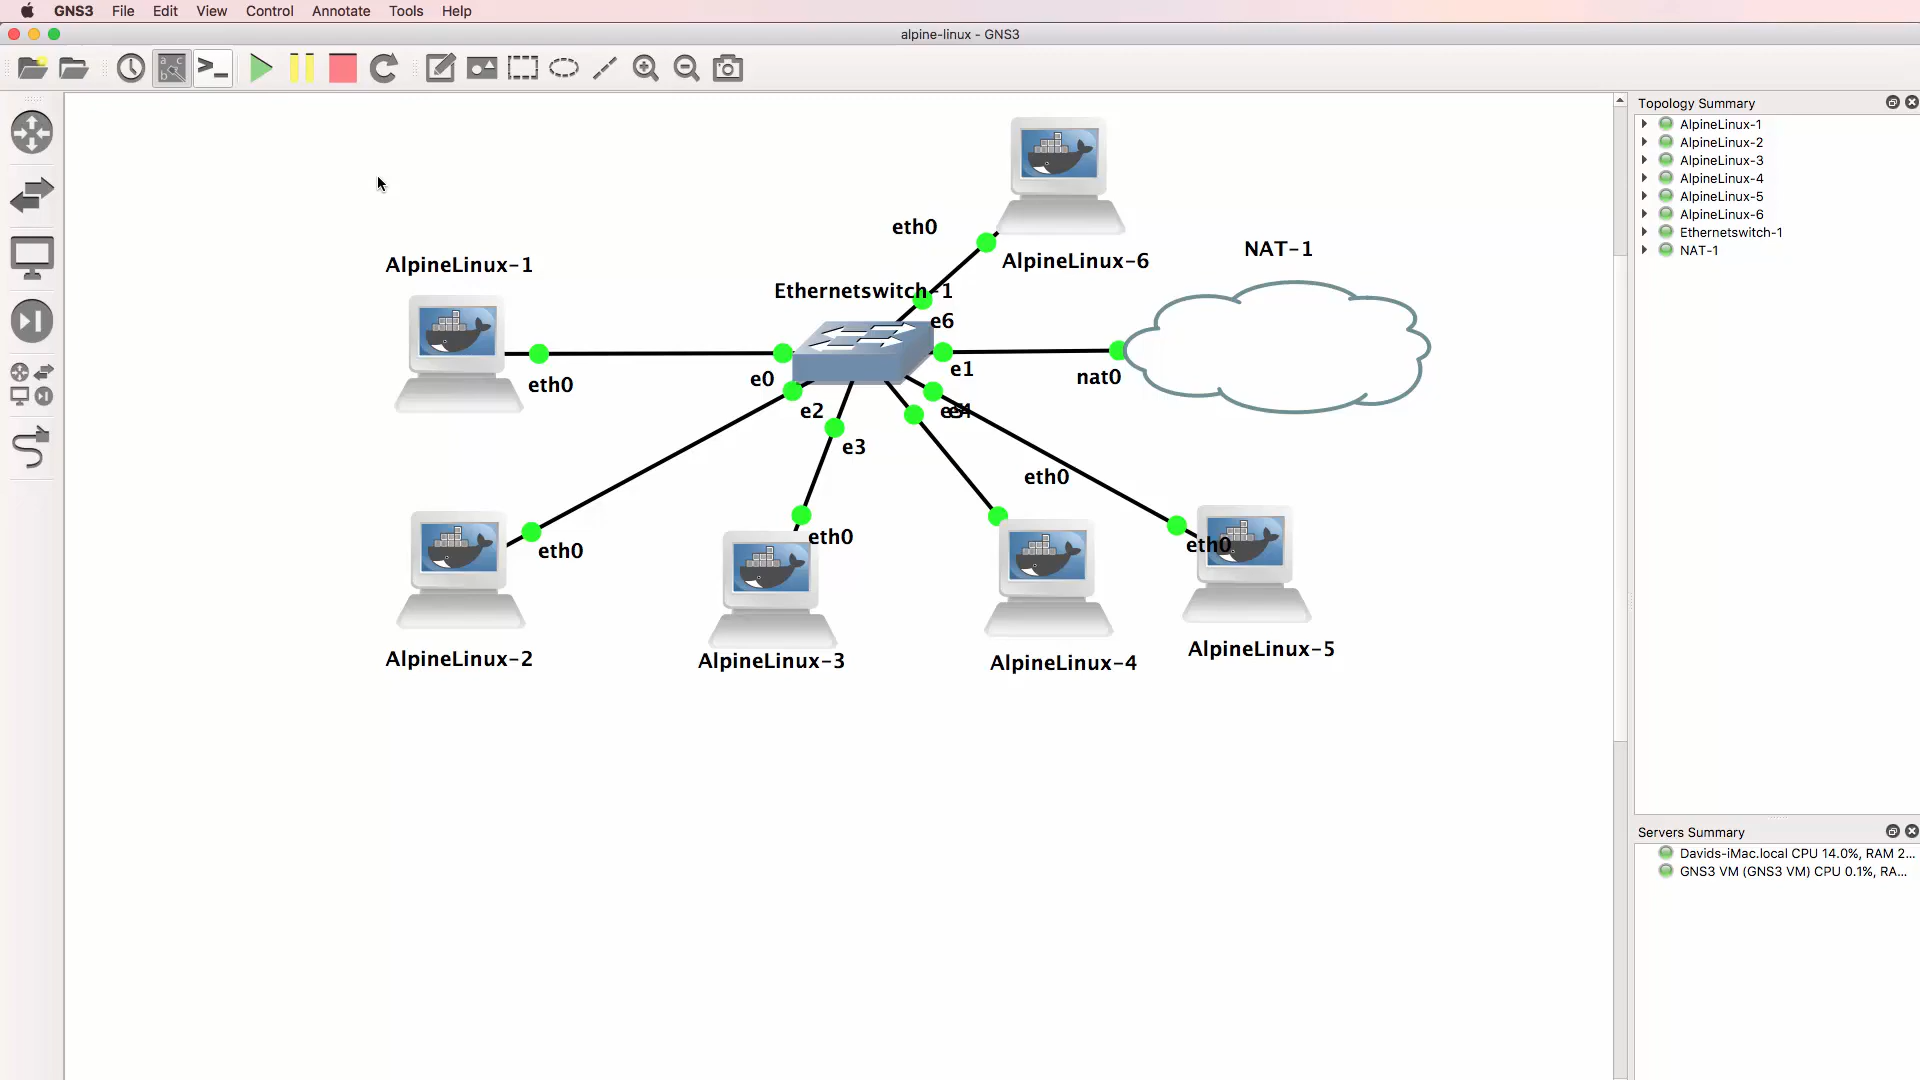 GNS3 File Edit View Control Annotate Tools Help
alpine-linux - GNS3
a c
b
>_
Topology Summary
AlpineLinux-1
AlpineLinux-2
AlpineLinux-3
AlpineLinux-4
AlpineLinux-5
AlpineLinux-6
Ethernetswitch-1
NAT-1
eth0
AlpineLinux-6
NAT-1
AlpineLinux-1
Ethernetswitch-1
e6
e1
nat0
e0
eth0
e2
e3
eth0
eth0
eth0
eth0
AlpineLinux-2
AlpineLinux-3
AlpineLinux-4
AlpineLinux-5
Servers Summary
Davids-iMac.local CPU 14.0%, RAM 2...
GNS3 VM (GNS3 VM) CPU 0.1%, RA...